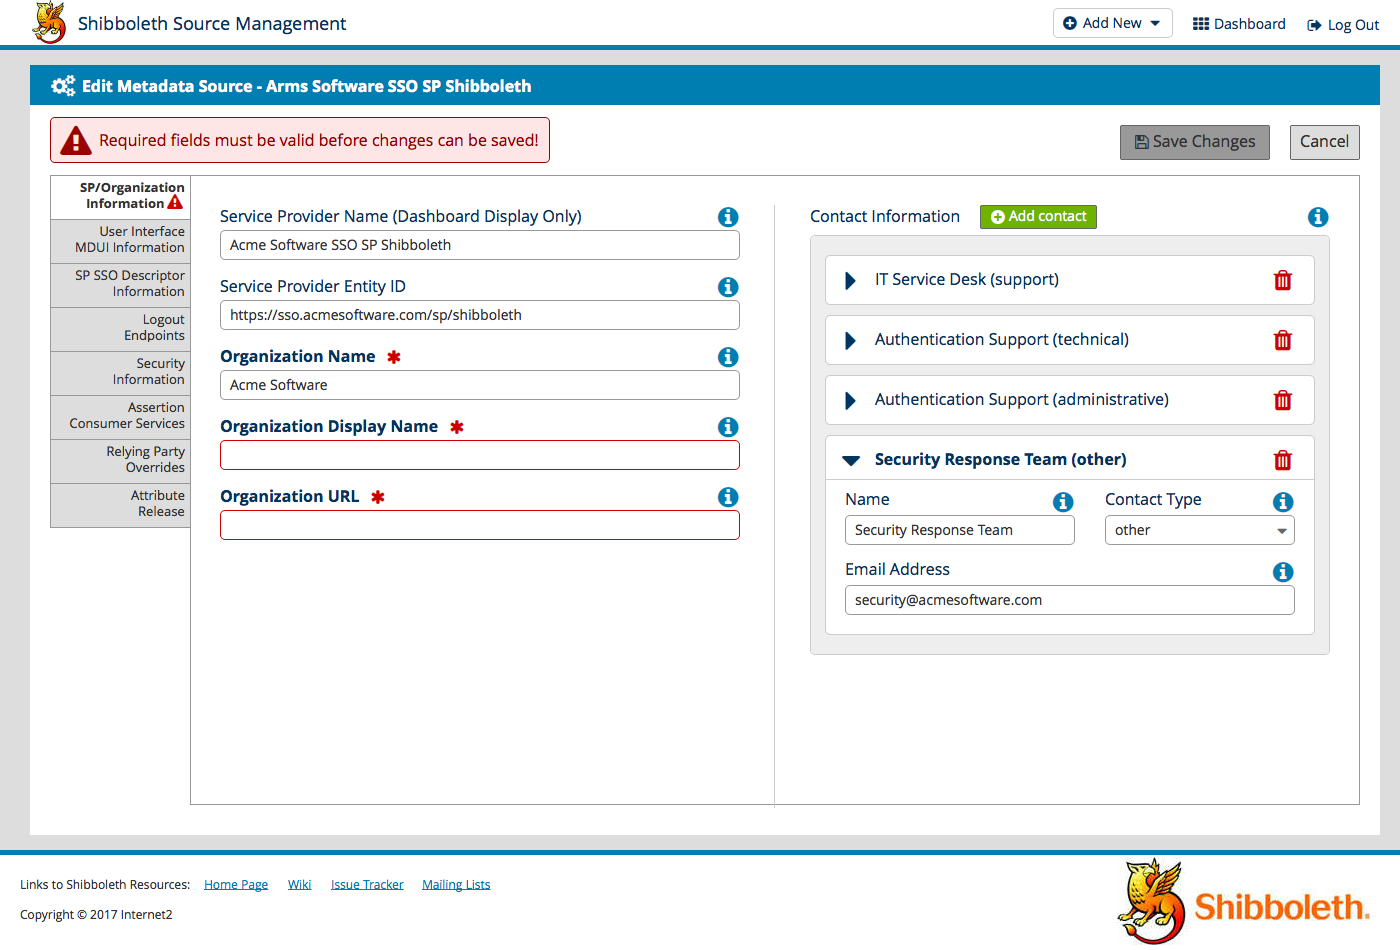 Shibboleth Source Management
Add New
Dashboard
Log Out
Edit Metadata Source - Arms Software SSO SP Shibboleth
Required fields must be valid before changes can be saved!
Save Changes
Cancel
SP/Organization
Information
User Interface
MDUI Information
SP SSO Descriptor
Information
Logout
Endpoints
Security
Information
Assertion
Consumer Services
Relying Party
Overrides
Attribute
Release
Service Provider Name (Dashboard Display Only)
Acme Software SSO SP Shibboleth
Service Provider Entity ID
https://sso.acmesoftware.com/sp/shibboleth
Organization Name *
Acme Software
Organization Display Name *
Organization URL *
Contact Information
Add contact
IT Service Desk (support)
Authentication Support (technical)
Authentication Support (administrative)
Security Response Team (other)
Name
Contact Type
Security Response Team
other
Email Address
security@acmesoftware.com
Links to Shibboleth Resources: Home Page Wiki Issue Tracker Mailing Lists
Copyright © 2017 Internet2
Shibboleth.